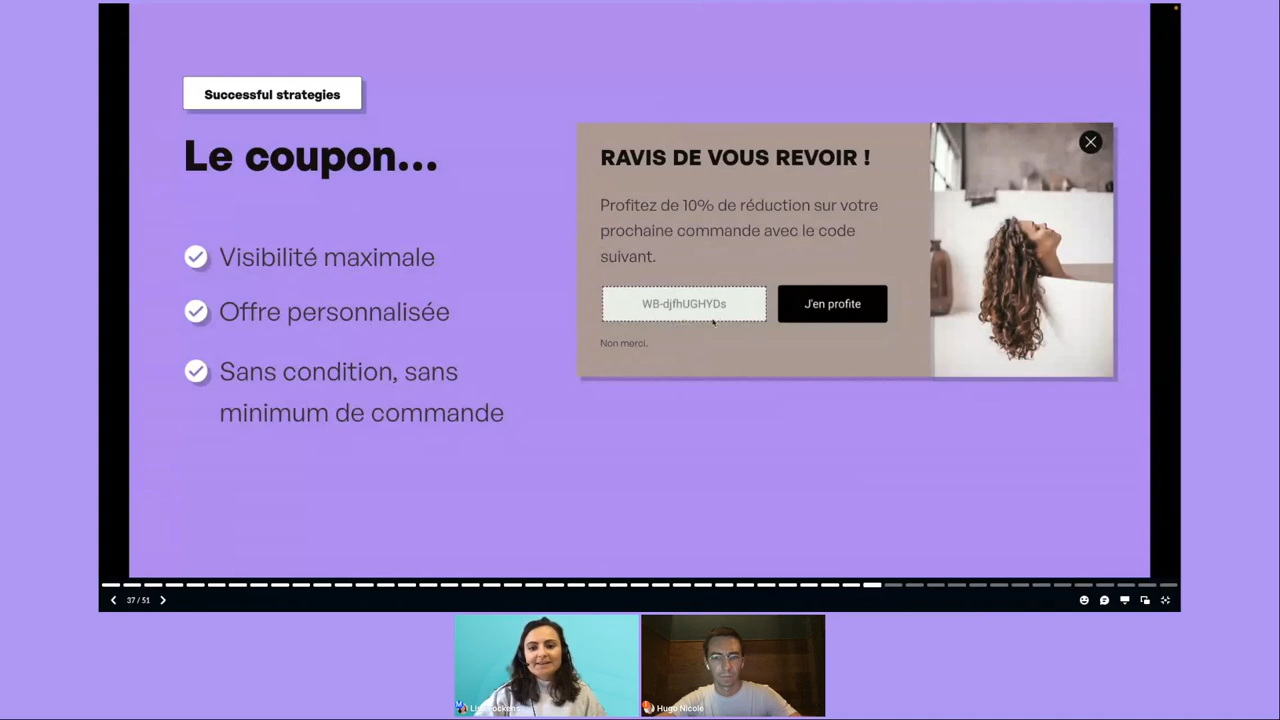 Successful strategies
Le coupon...
Visibilité maximale
Offre personnalisée
Sans condition, sans
minimum de commande
RAVIS DE VOUS REVOIR !
Profitez de 10% de réduction sur votre
prochaine commande avec le code
suivant.
WB-djfhUGHYDs
J'en profite
Non merci.
37 / 51
Hugo Nicole